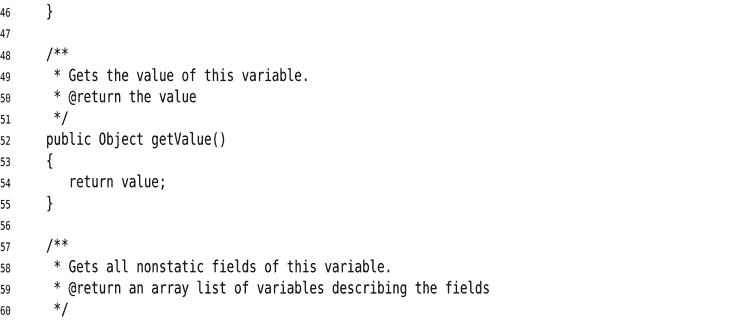 46    }
47
48    /**
49     * Gets the value of this variable.
50     * @return the value
51     */
52    public Object getValue()
53    {
54       return value;
55    }
56
57    /**
58     * Gets all nonstatic fields of this variable.
59     * @return an array list of variables describing the fields
60     */